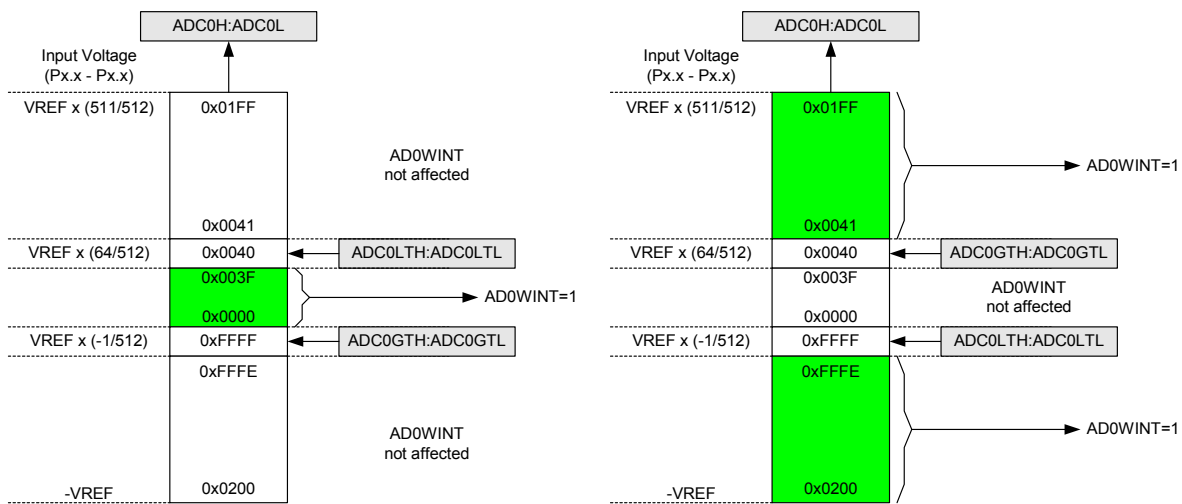 ADC0H:ADC0L
Input Voltage
(Px.x - Px.x)
VREF x (511/512)
0x01FF
AD0WINT
not affected
0x0041
VREF x (64/512)
0x0040
ADC0LTH:ADC0LTL
0x003F
AD0WINT=1
0x0000
VREF x (-1/512)
0xFFFF
ADC0GTH:ADC0GTL
0xFFFE
AD0WINT
not affected
-VREF
0x0200
ADC0H:ADC0L
Input Voltage
(Px.x - Px.x)
VREF x (511/512)
0x01FF
AD0WINT=1
0x0041
VREF x (64/512)
0x0040
ADC0GTH:ADC0GTL
0x003F
AD0WINT
not affected
0x0000
VREF x (-1/512)
0xFFFF
ADC0LTH:ADC0LTL
0xFFFE
AD0WINT=1
-VREF
0x0200